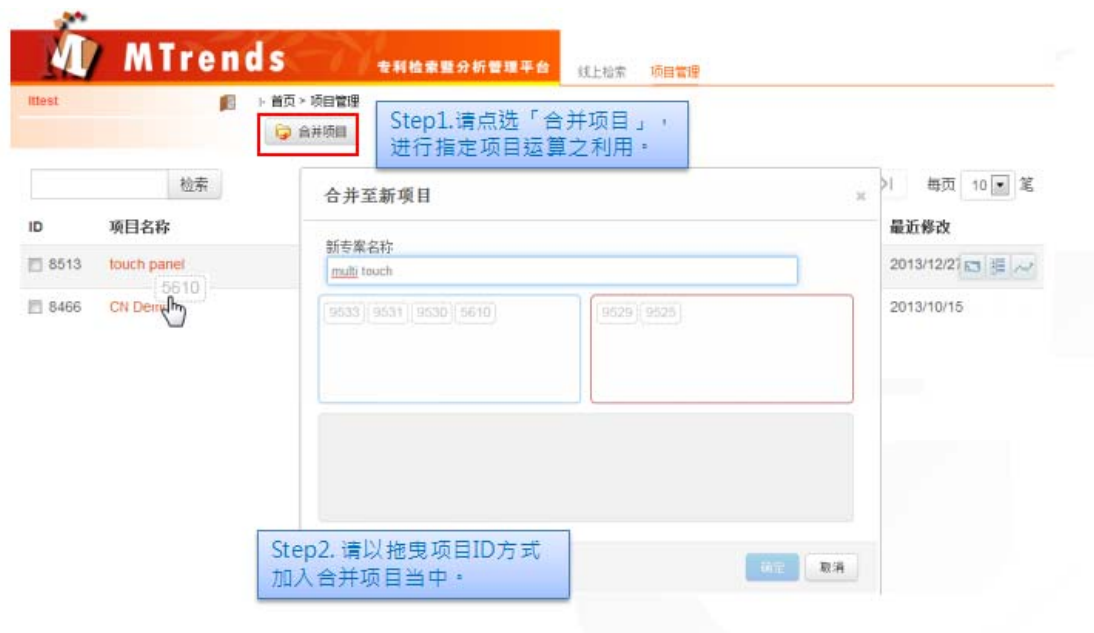 MTrends
专利检索暨分析管理平台
线上检索 项目管理
首页 > 项目管理
合并项目
Step1.请点选「合并项目」，
进行指定项目运算之利用。
检索
每页 10 笔
合并至新项目
ID 项目名称 最近修改
新专案名称
multi touch
8513 touch panel 2013/12/27
5610
8466 CN Dem 2013/10/15
9533 9531 9530 5610 9529 9525
Step2. 请以拖曳项目ID方式
加入合并项目当中。
确定 取消